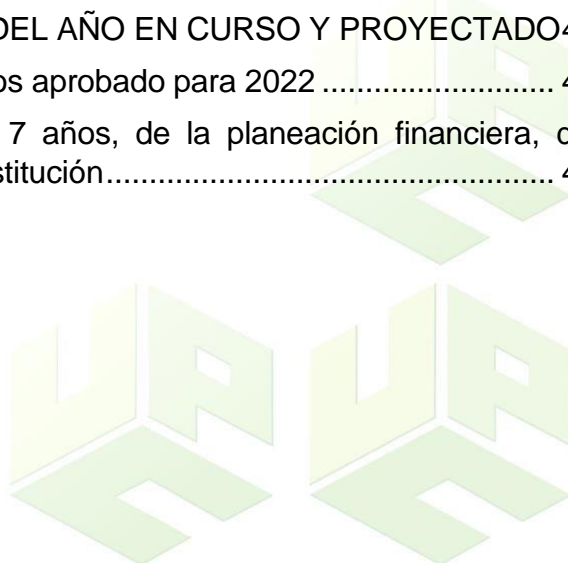 DEL AÑO EN CURSO Y PROYECTADO4
os aprobado para 2022 ........................... 4
7 años, de la planeación financiera, d
stitución.................................................... 4